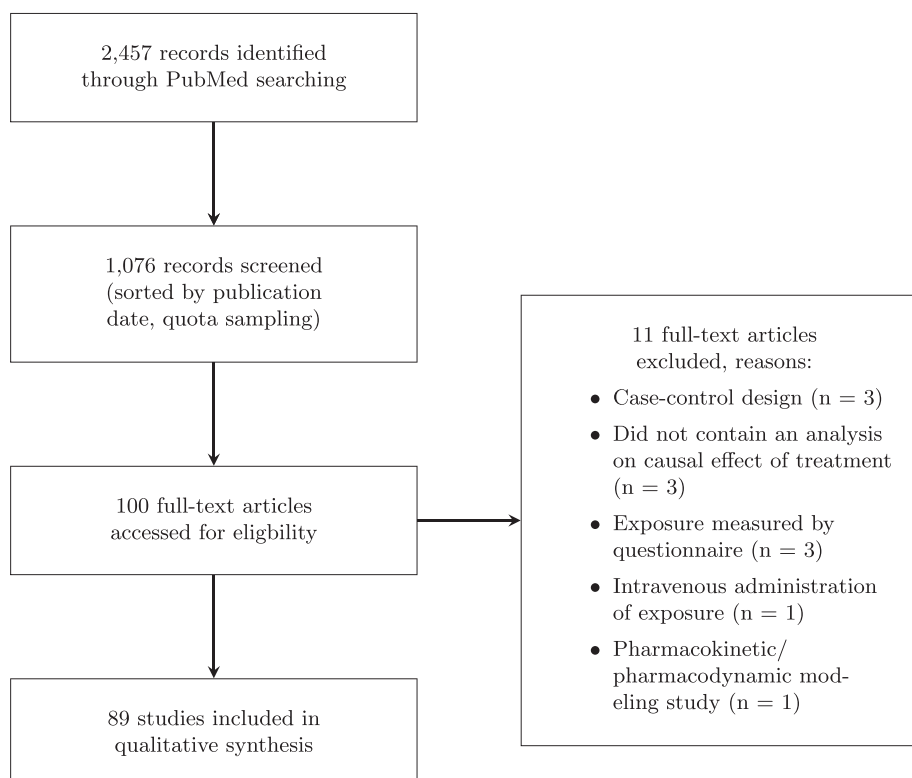 2,457 records identified
through PubMed searching
1,076 records screened
(sorted by publication
date, quota sampling)
100 full-text articles
accessed for eligbility
89 studies included in
qualitative synthesis
11 full-text articles
excluded, reasons:
• Case-control design (n = 3)
• Did not contain an analysis
on causal effect of treatment
(n = 3)
• Exposure measured by
questionnaire (n = 3)
• Intravenous administration
of exposure (n = 1)
• Pharmacokinetic/
pharmacodynamic mod-
eling study (n = 1)